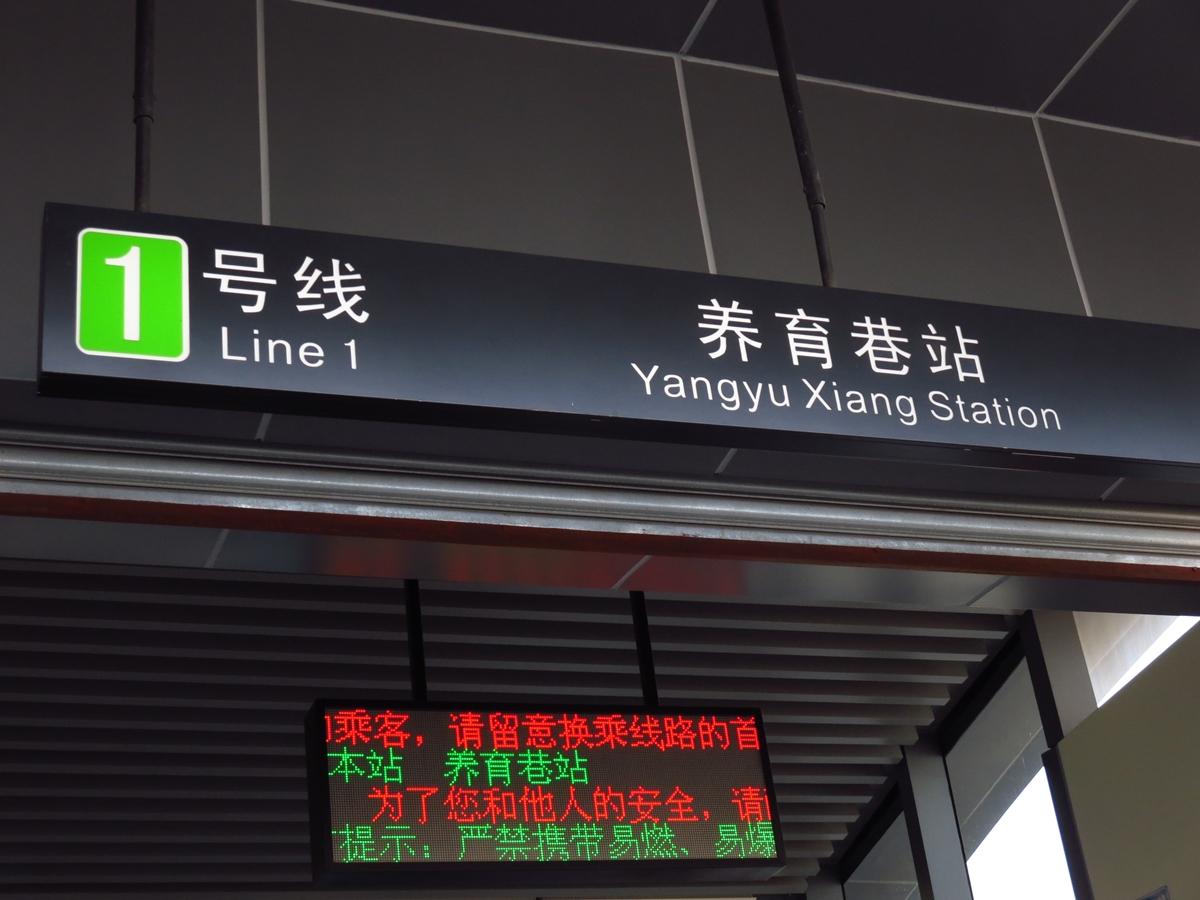 1号线
Line 1
养育巷站
Yangyu Xiang Station
乘客，请留意换乘线路的首
本站 养育巷站
为了您和他人的安全，请
提示：严禁携带易燃、易爆